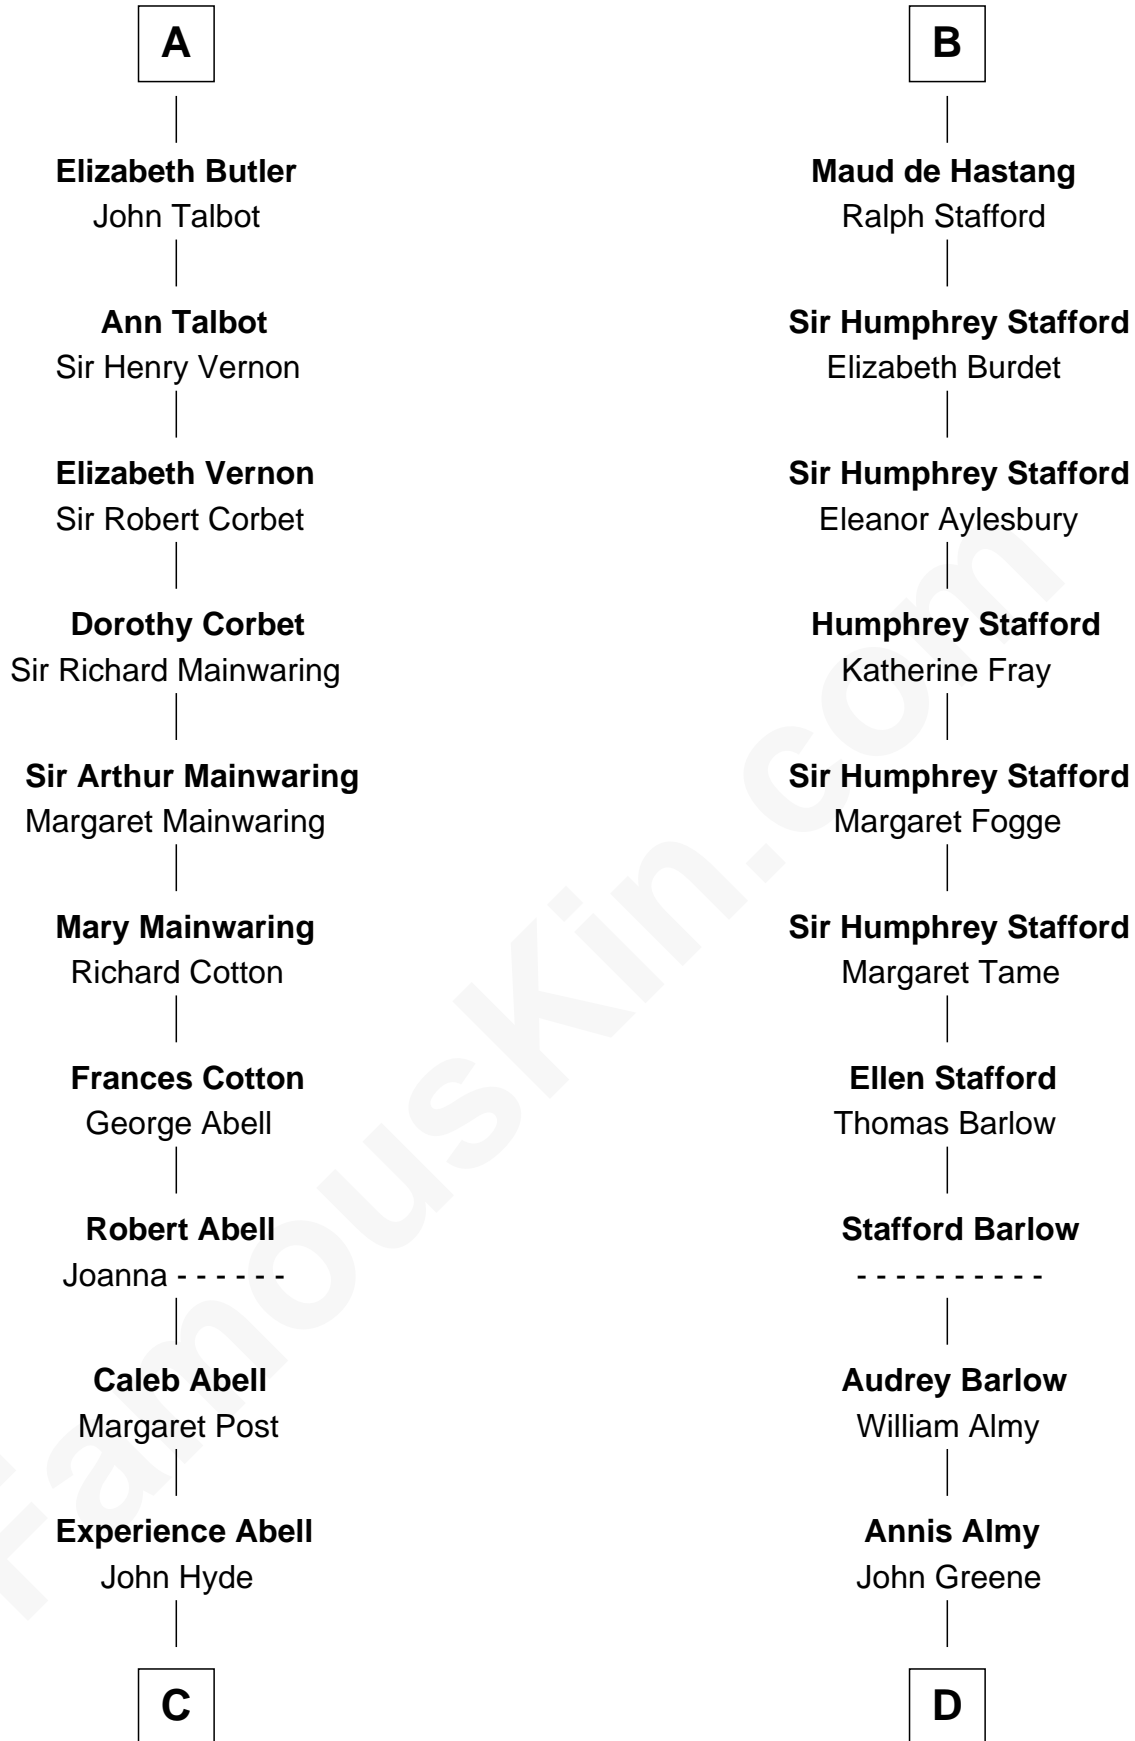 A
Elizabeth Butler
John Talbot
Ann Talbot
Sir Henry Vernon
Elizabeth Vernon
Sir Robert Corbet
Dorothy Corbet
Sir Richard Mainwaring
Sir Arthur Mainwaring
Margaret Mainwaring
Mary Mainwaring
Richard Cotton
Frances Cotton
George Abell
Robert Abell
Joanna - - - - - -
Caleb Abell
Margaret Post
Experience Abell
John Hyde
C
B
Maud de Hastang
Ralph Stafford
Sir Humphrey Stafford
Elizabeth Burdet
Sir Humphrey Stafford
Eleanor Aylesbury
Humphrey Stafford
Katherine Fray
Sir Humphrey Stafford
Margaret Fogge
Sir Humphrey Stafford
Margaret Tame
Ellen Stafford
Thomas Barlow
Stafford Barlow
- - - - - - - - - -
Audrey Barlow
William Almy
Annis Almy
John Greene
D
FamousKin.com